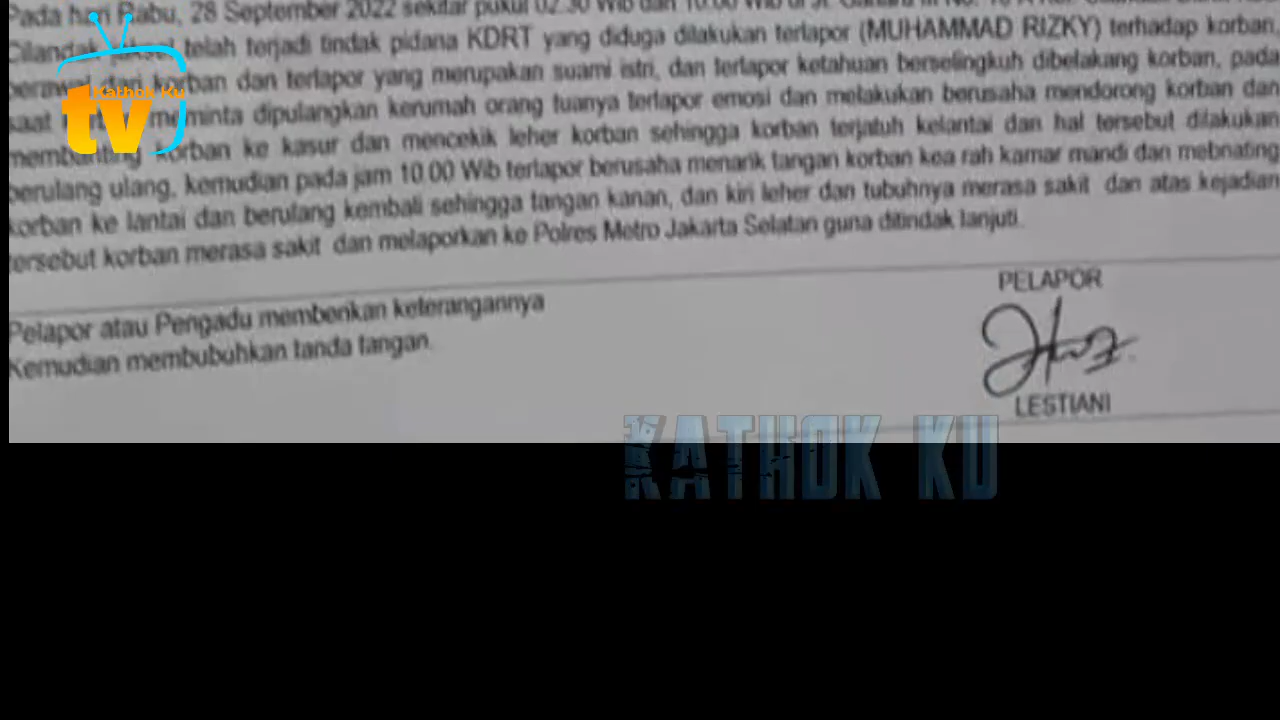 Pada hari Rabu, 28 September 2022 sekitar pukul 02.30 Wib dan 10.00 Wib di
Cilandak telah terjadi tindak pidana KDRT yang diduga dilakukan terlapor (MUHAMMAD RIZKY) terhadap korban,
berawal dari korban dan terlapor yang merupakan suami istri, dan terlapor ketahuan berselingkuh dibelakang korban, pada
saat meminta dipulangkan kerumah orang tuanya terlapor emosi dan melakukan berusaha mendorong korban dan
membanting korban ke kasur dan mencekik leher korban sehingga korban terjatuh kelantai dan hal tersebut dilakukan
berulang ulang, kemudian pada jam 10.00 Wib terlapor berusaha menarik tangan korban kea rah kamar mandi dan mebnating
korban ke lantai dan berulang kembali sehingga tangan kanan, dan kiri leher dan tubuhnya merasa sakit dan atas kejadian
tersebut korban merasa sakit dan melaporkan ke Polres Metro Jakarta Selatan guna ditindak lanjuti.
Pelapor atau Pengadu memberikan keterangannya
Kemudian membubuhkan tanda tangan.
PELAPOR
LESTIANI
Kathok Ku
tv
KATHOK KU